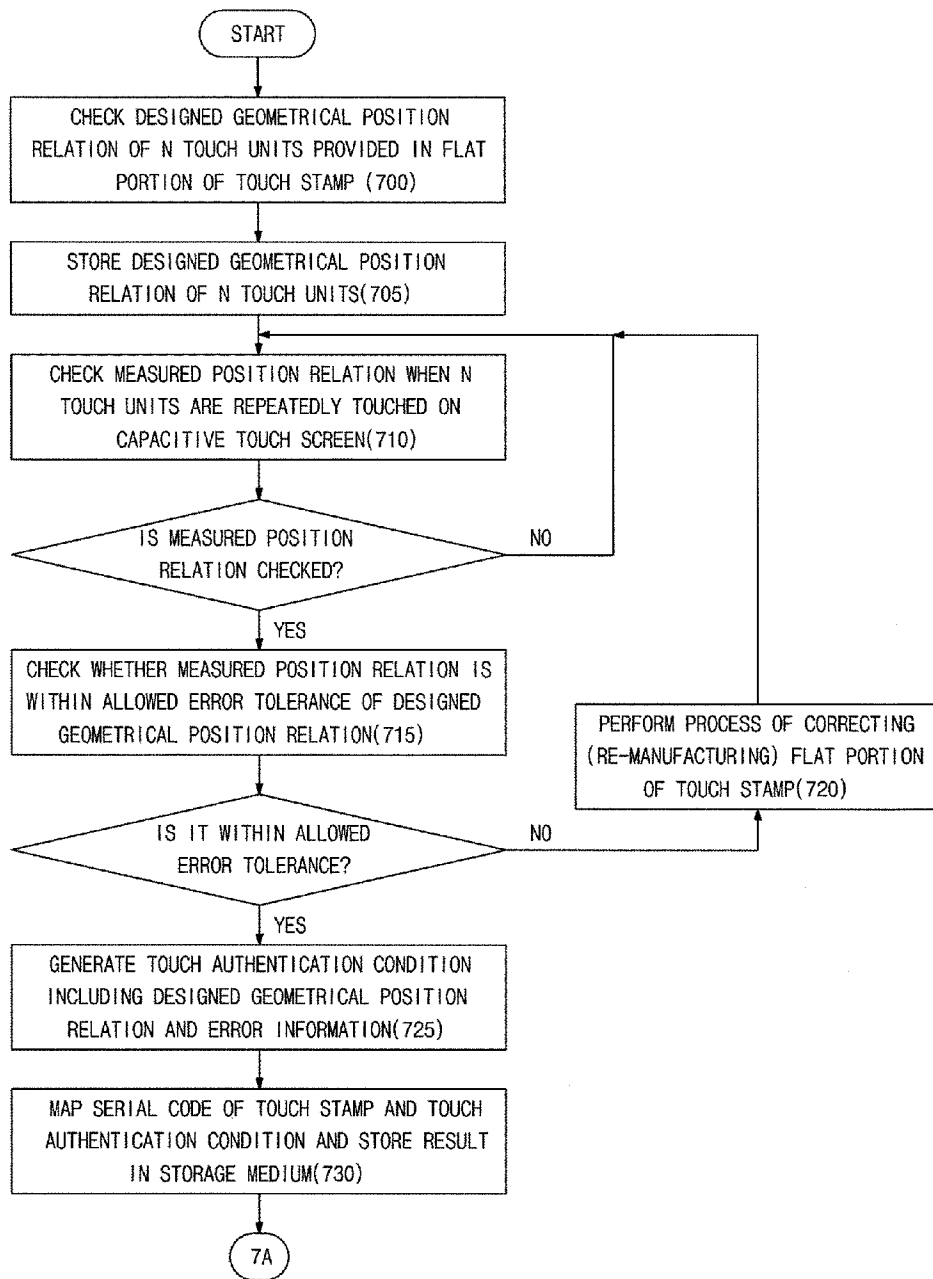 START
CHECK DESIGNED GEOMETRICAL POSITION
RELATION OF N TOUCH UNITS PROVIDED IN FLAT
PORTION OF TOUCH STAMP (700)
STORE DESIGNED GEOMETRICAL POSITION
RELATION OF N TOUCH UNITS(705)
CHECK MEASURED POSITION RELATION WHEN N
TOUCH UNITS ARE REPEATEDLY TOUCHED ON
CAPACITIVE TOUCH SCREEN(710)
IS MEASURED POSITION
RELATION CHECKED?
NO
YES
CHECK WHETHER MEASURED POSITION RELATION IS
WITHIN ALLOWED ERROR TOLERANCE OF DESIGNED
GEOMETRICAL POSITION RELATION(715)
PERFORM PROCESS OF CORRECTING
(RE-MANUFACTURING) FLAT PORTION
OF TOUCH STAMP(720)
IS IT WITHIN ALLOWED
ERROR TOLERANCE?
NO
YES
GENERATE TOUCH AUTHENTICATION CONDITION
INCLUDING DESIGNED GEOMETRICAL POSITION
RELATION AND ERROR INFORMATION(725)
MAP SERIAL CODE OF TOUCH STAMP AND TOUCH
AUTHENTICATION CONDITION AND STORE RESULT
IN STORAGE MEDIUM(730)
7A